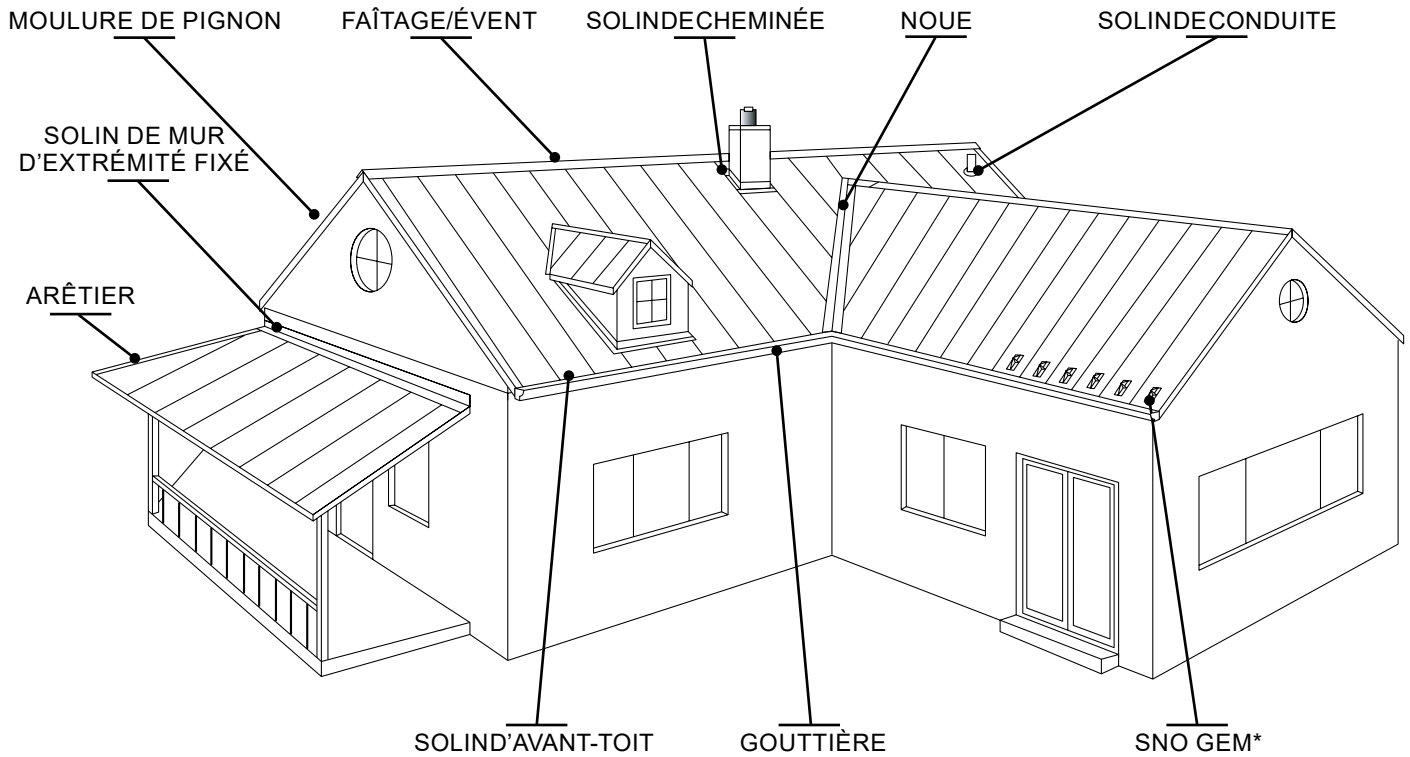 MOULURE DE PIGNON
FAÎTAGE/ÉVENT
SOLINDECHEMINÉE
NOUE
SOLINDECONDUITE
SOLIN DE MUR
D'EXTRÉMITÉ FIXÉ
ARÊTIER
SOLIND'AVANT-TOIT
GOUTTIÈRE
SNO GEM*